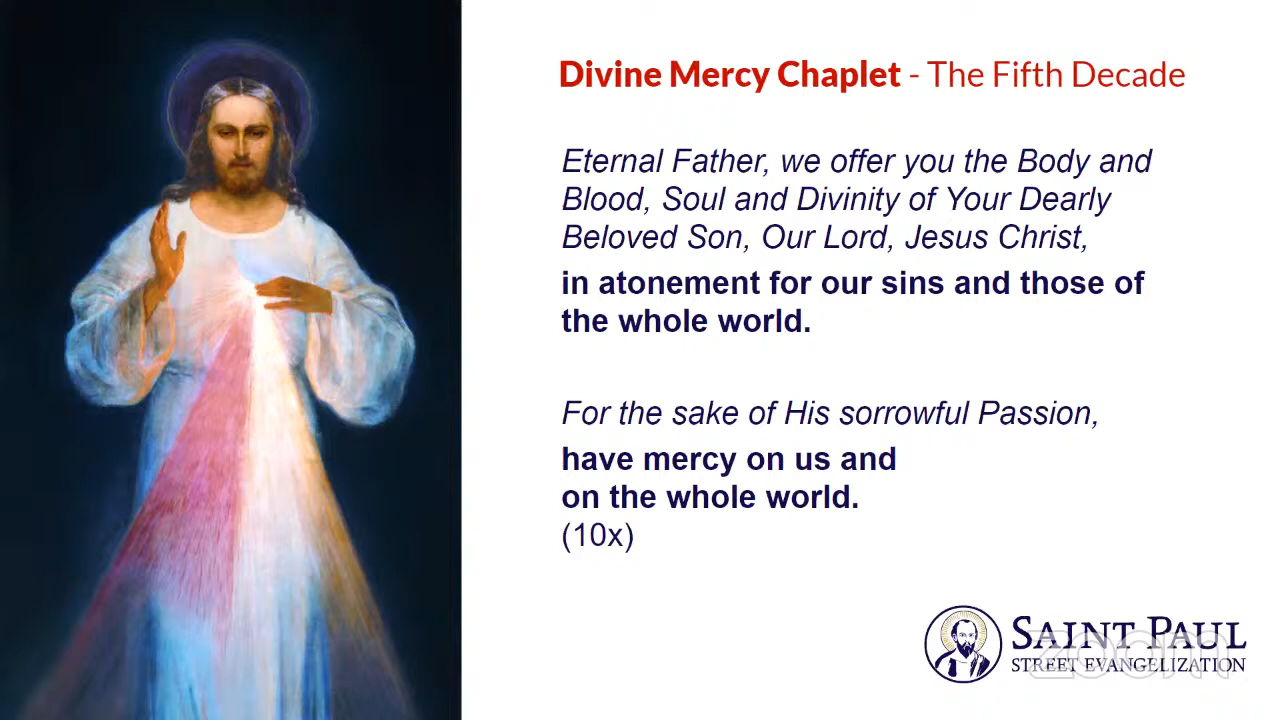 Divine Mercy Chaplet - The Fifth Decade
Eternal Father, we offer you the Body and
Blood, Soul and Divinity of Your Dearly
Beloved Son, Our Lord, Jesus Christ,
in atonement for our sins and those of
the whole world.
For the sake of His sorrowful Passion,
have mercy on us and
on the whole world.
(10x)
SAINT PAUL
STREET EVANGELIZATION
zoom